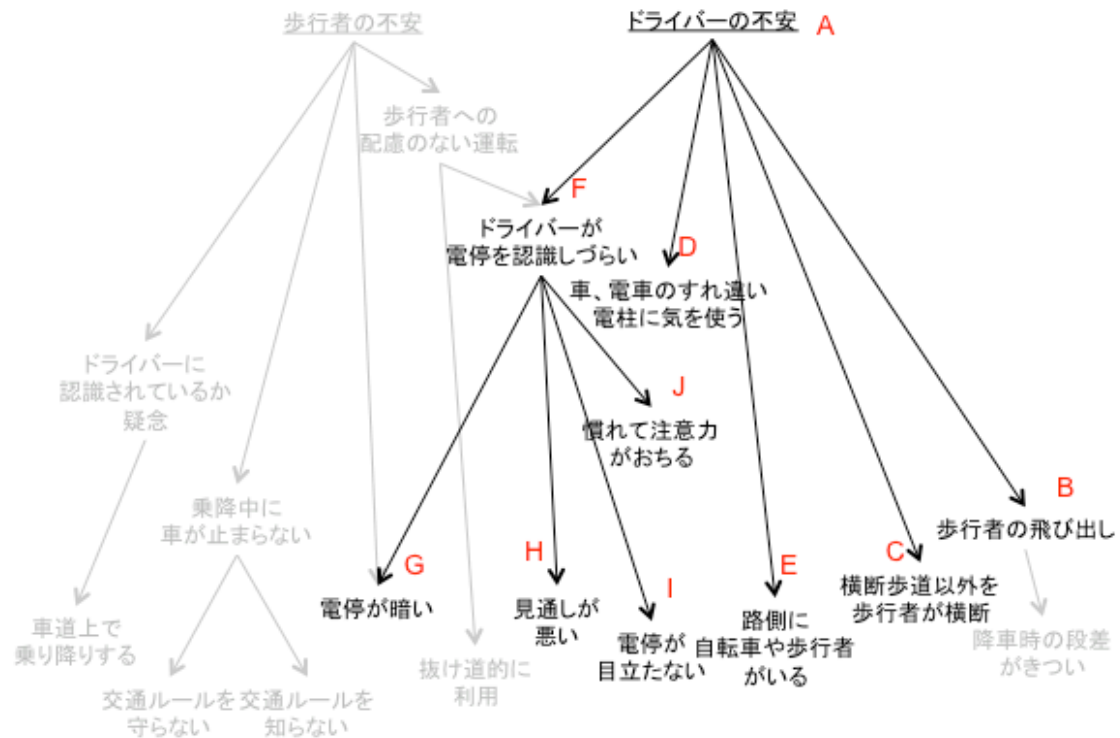 歩行者の不安
ドライバーの不安 A
歩行者への
配慮のない運転
F
ドライバーが
電停を認識しづらい
D
車、電車のすれ違い
電柱に気を使う
ドライバーに
認識されているか
疑念
J
慣れて注意力
がおちる
乗降中に
車が止まらない
B
歩行者の飛び出し
G
電停が暗い
H
見通しが
悪い
I
電停が
目立たない
E
路側に
自転車や歩行者
がいる
C
横断歩道以外を
歩行者が横断
降車時の段差
がきつい
車道上で
乗り降りする
交通ルールを
守らない
交通ルールを
知らない
抜け道的に
利用